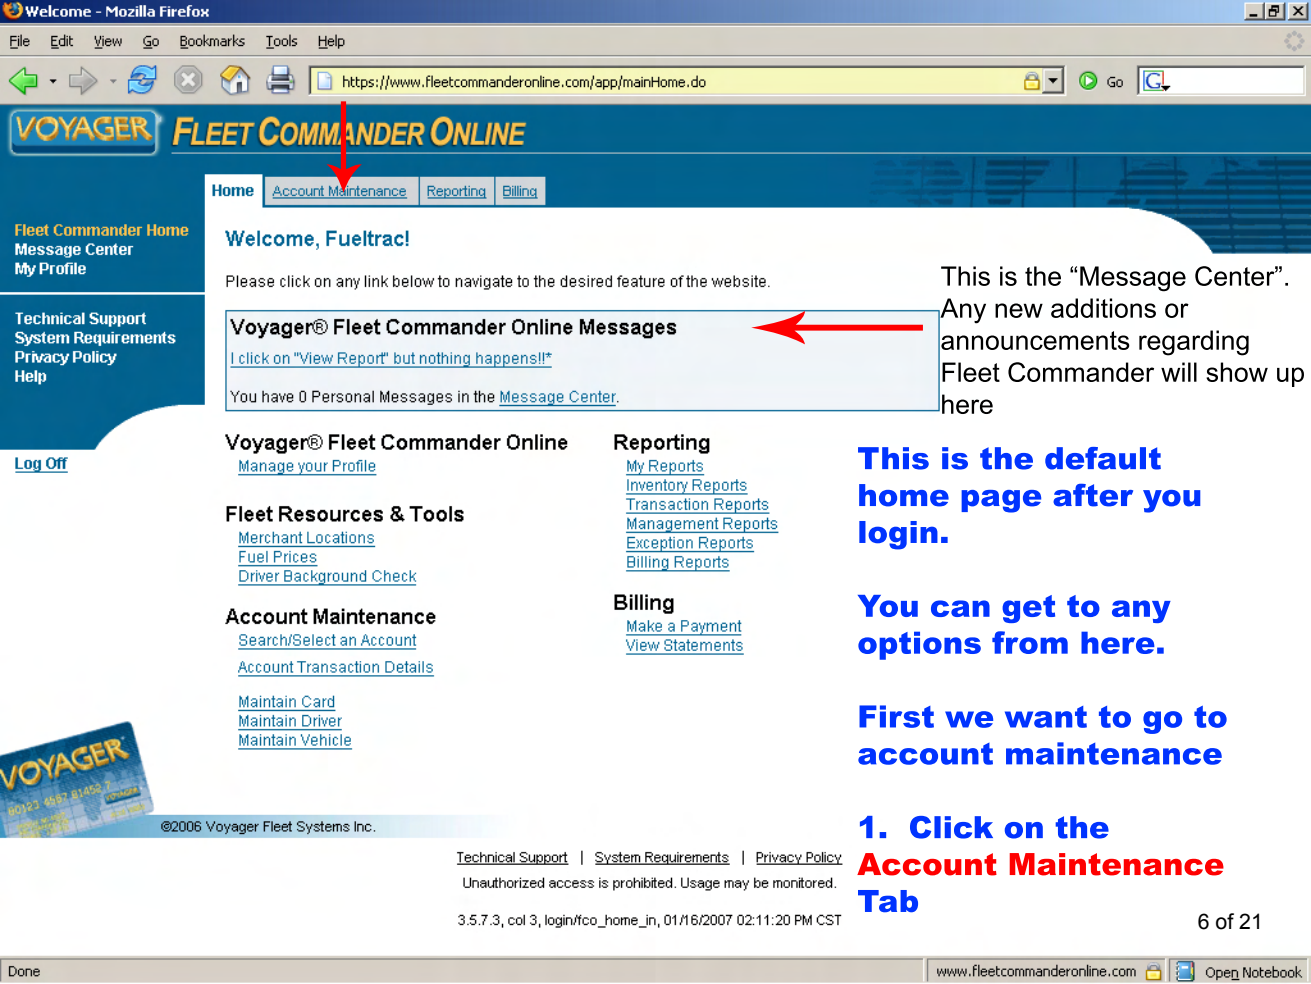 Welcome - Mozilla Firefox
File Edit View Go Bookmarks Tools Help
https://www.fleetcommanderonline.com/app/mainHome.do
Go
G
VOYAGER® FLEET COMMANDER ONLINE
Home Account Maintenance Reporting Billing
Fleet Commander Home
Message Center
My Profile
Technical Support
System Requirements
Privacy Policy
Help
Log Off
Welcome, Fueltrac!
Please click on any link below to navigate to the desired feature of the website.
Voyager® Fleet Commander Online Messages
I click on "View Report" but nothing happens!!*
You have 0 Personal Messages in the Message Center.
This is the “Message Center”.
Any new additions or
announcements regarding
Fleet Commander will show up
here
Voyager® Fleet Commander Online
Manage your Profile
Fleet Resources & Tools
Merchant Locations
Fuel Prices
Driver Background Check
Account Maintenance
Search/Select an Account
Account Transaction Details
Maintain Card
Maintain Driver
Maintain Vehicle
Reporting
My Reports
Inventory Reports
Transaction Reports
Management Reports
Exception Reports
Billing Reports
Billing
Make a Payment
View Statements
This is the default
home page after you
login.
You can get to any
options from here.
First we want to go to
account maintenance
1. Click on the
Account Maintenance
Tab
VOYAGER
©2006 Voyager Fleet Systems Inc.
Technical Support | System Requirements | Privacy Policy
Unauthorized access is prohibited. Usage may be monitored.
3.5.7.3, col 3, login/fco_home_in, 01/16/2007 02:11:20 PM CST
6 of 21
Done
www.fleetcommanderonline.com
Open Notebook